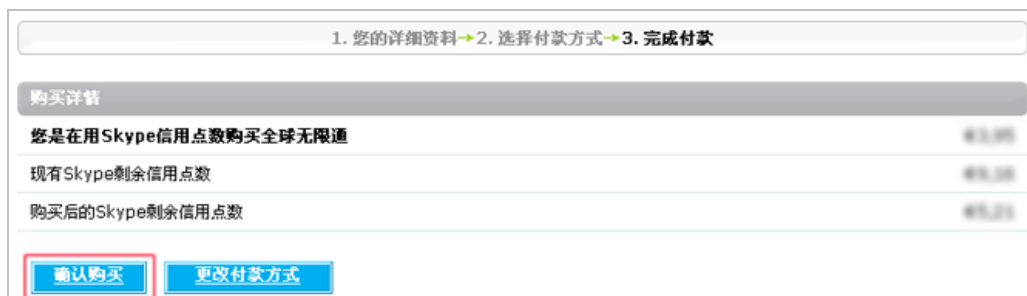 1. 您的详细资料→2. 选择付款方式→3. 完成付款
购买详情
您是在用Skype信用点数购买全球无限通
现有Skype剩余信用点数
购买后的Skype剩余信用点数
确认购买 更改付款方式